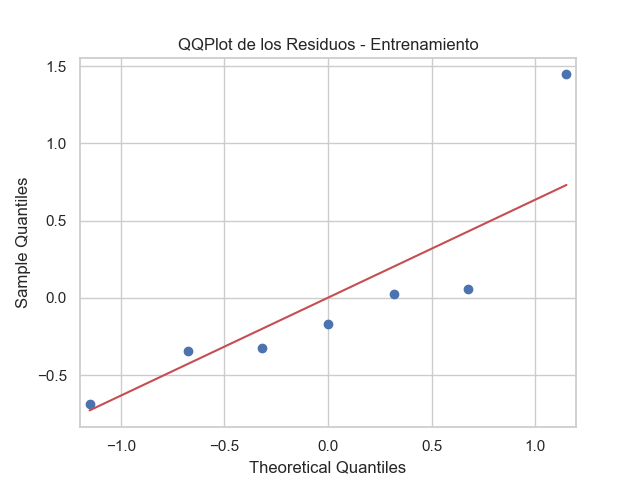 QQPlot de los Residuos - Entrenamiento
1.5
1.0
0.5
0.0
−0.5
Sample Quantiles
−1.0 −0.5 0.0 0.5 1.0
Theoretical Quantiles